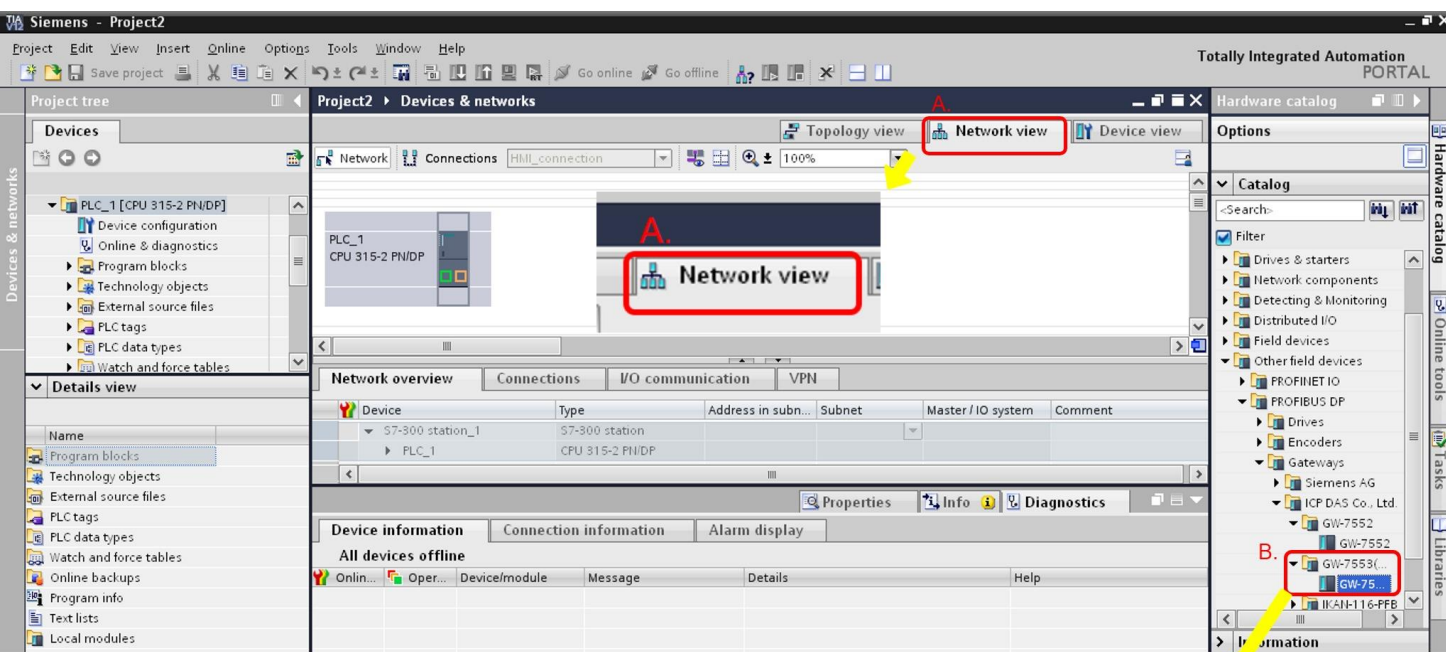 Siemens - Project2
Project Edit View Insert Online Options Tools Window Help
Totally Integrated Automation
PORTAL
Save project Go online Go offline
Project tree
Devices
Devices & networks
PLC_1 [CPU 315-2 PN/DP]
Device configuration
Online & diagnostics
Program blocks
Technology objects
External source files
PLC tags
PLC data types
Watch and force tables
Details view
Name
Program blocks
Technology objects
External source files
PLC tags
PLC data types
Watch and force tables
Online backups
Program info
Text lists
Local modules
Project2 Devices & networks
A.
Topology view Network view Device view
Network Connections HMI_connection 100%
PLC_1
CPU 315-2 PN/DP
A.
Network view
Network overview Connections I/O communication VPN
Device Type Address in subn... Subnet Master / IO system Comment
S7-300 station_1 S7-300 station
PLC_1 CPU 315-2 PN/DP
Properties Info Diagnostics
Device information Connection information Alarm display
All devices offline
Onlin... Oper... Device/module Message Details Help
Hardware catalog
Options
Catalog
<Search>
Filter
Drives & starters
Network components
Detecting & Monitoring
Distributed I/O
Field devices
Other field devices
PROFINET IO
PROFIBUS DP
Drives
Encoders
Gateways
Siemens AG
ICP DAS Co., Ltd.
GW-7552
GW-7552
B.
GW-7553(...
GW-75...
IKAN-116-PFB
Hardware catalog
Online tools
Tasks
Libraries